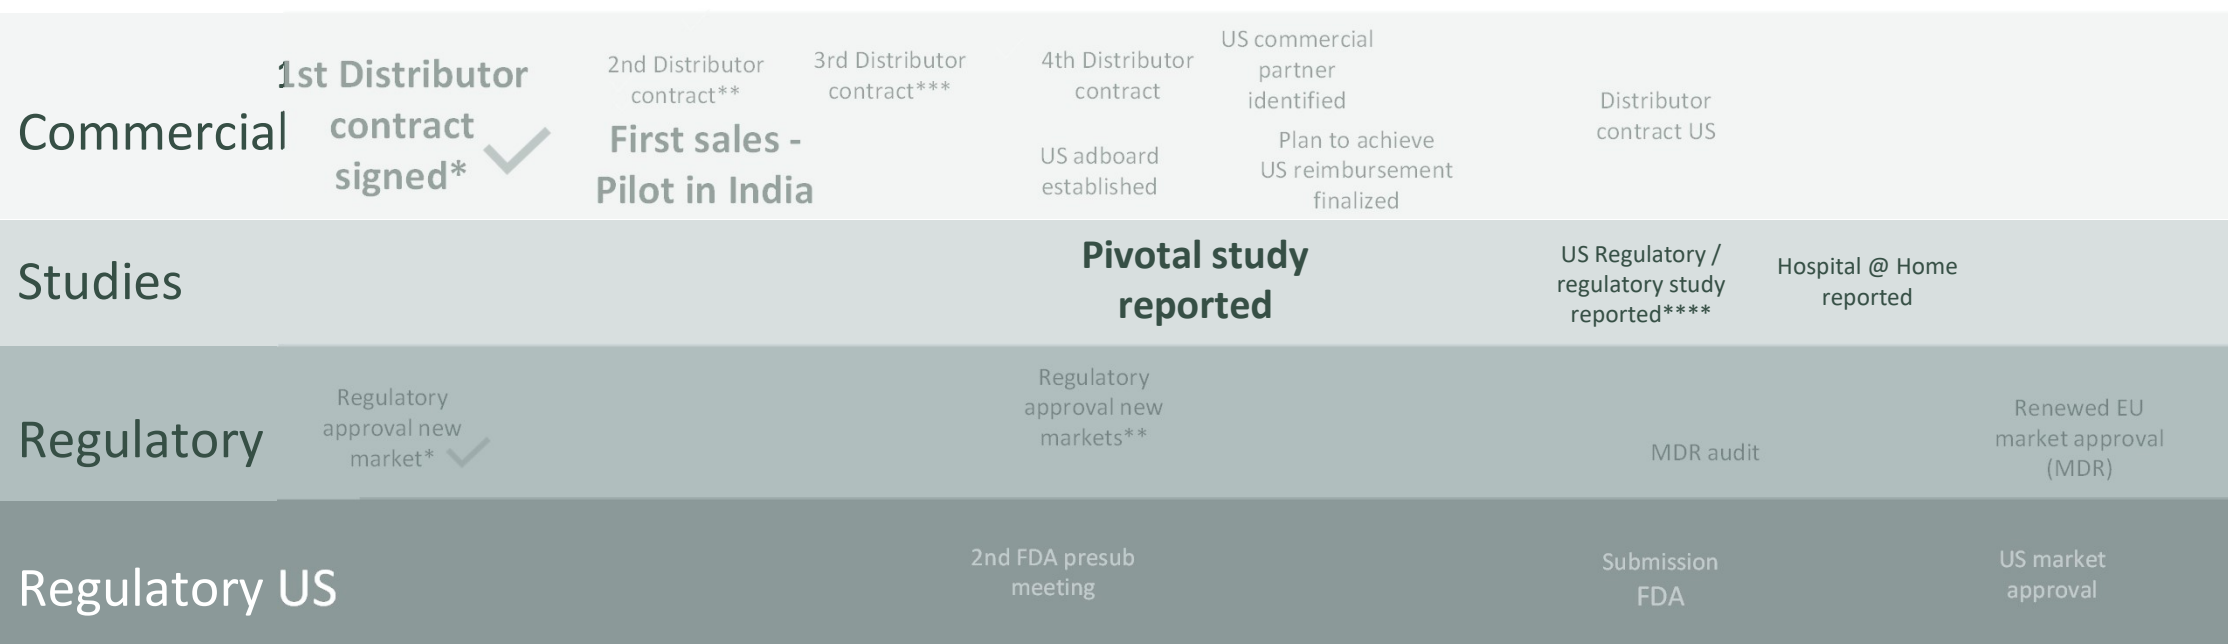 Commercial
1st Distributor
contract
signed*
2nd Distributor
contract**
First sales -
Pilot in India
3rd Distributor
contract***
4th Distributor
contract
US adboard
established
US commercial
partner
identified
Plan to achieve
US reimbursement
finalized
Distributor
contract US
Studies
Pivotal study
reported
US Regulatory /
regulatory study
reported****
Hospital @ Home
reported
Regulatory
Regulatory
approval new
market*
Regulatory
approval new
markets**
MDR audit
Renewed EU
market approval
(MDR)
Regulatory US
2nd FDA presub
meeting
Submission
FDA
US market
approval